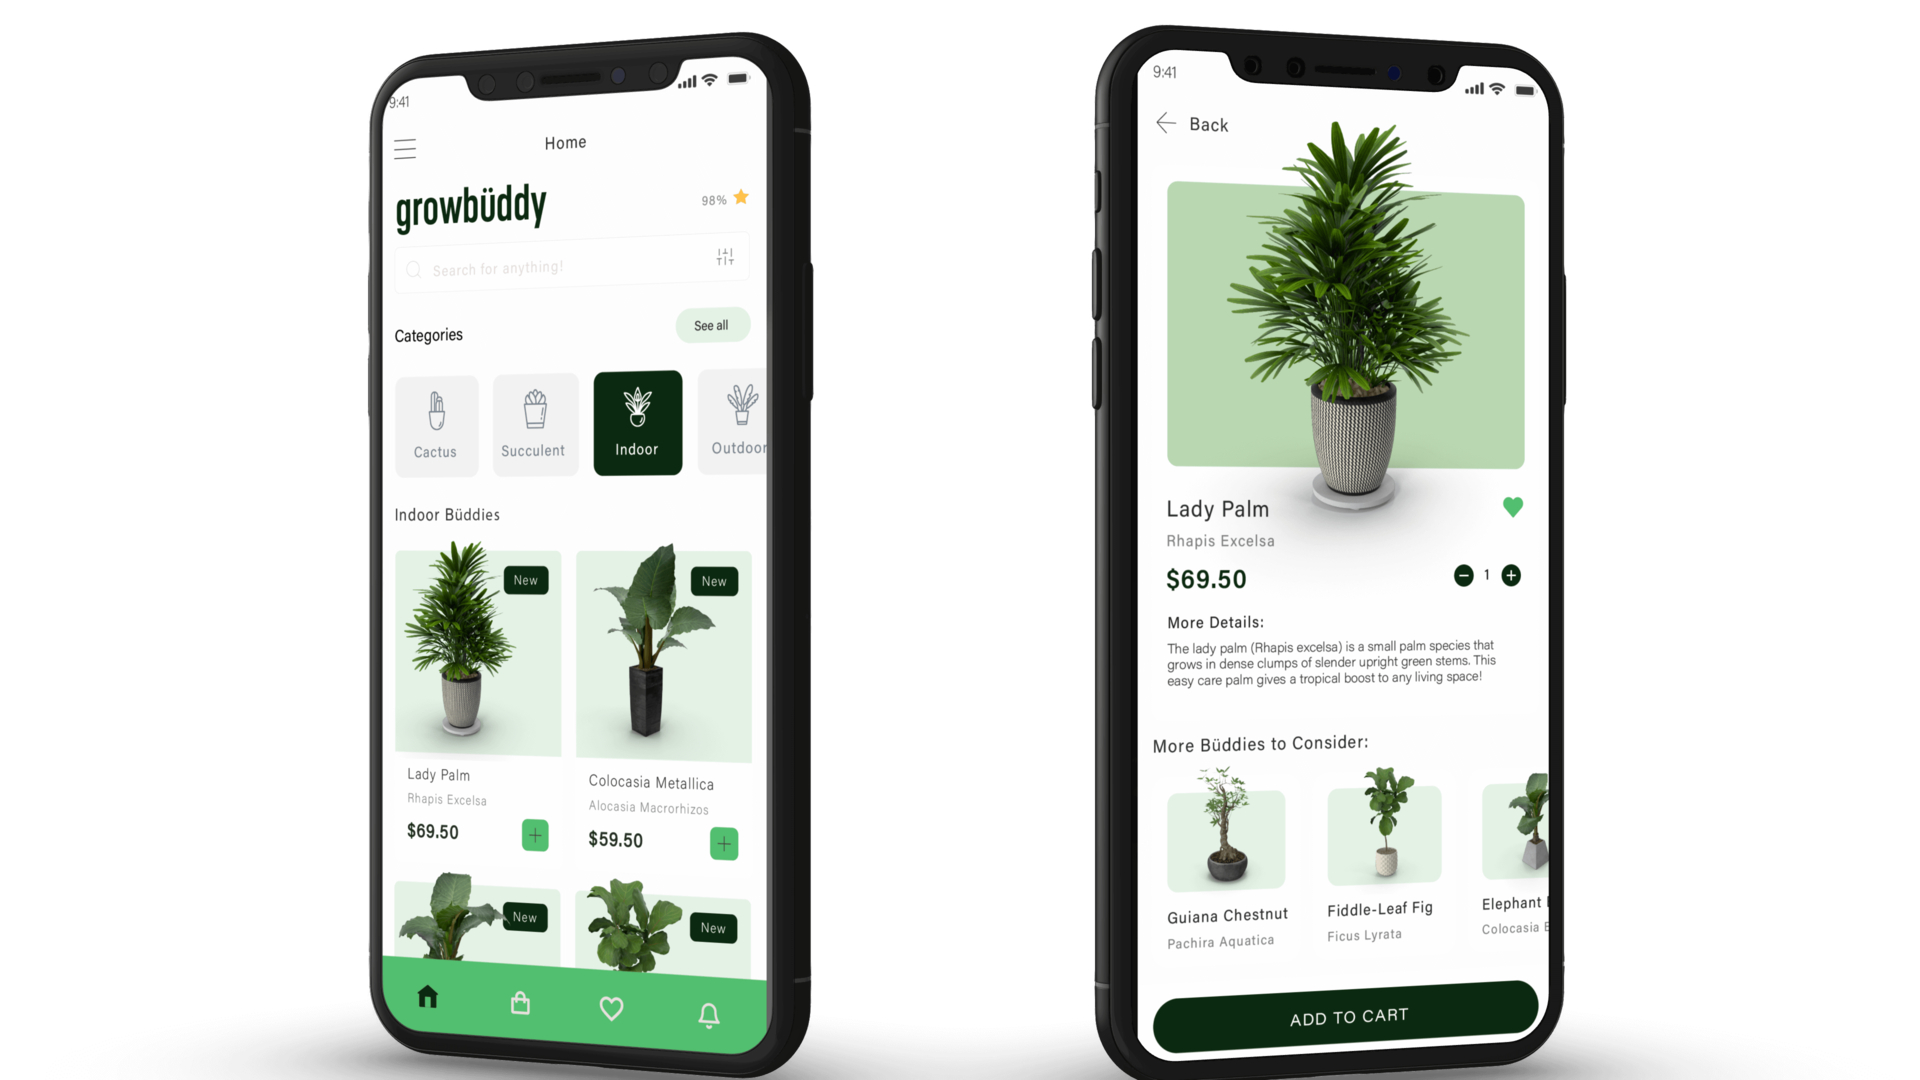 9:41
Home
growbüddy
98%
Search for anything!
Categories
See all
Cactus
Succulent
Indoor
Outdoor
Indoor Büddies
New
New
Lady Palm
Rhapis Excelsa
$69.50
Colocasia Metallica
Alocasia Macrorhizos
$59.50
New
New
9:41
Back
Lady Palm
Rhapis Excelsa
$69.50
1
More Details:
The lady palm (Rhapis excelsa) is a small palm species that
grows in dense clumps of slender upright green stems. This
easy care palm gives a tropical boost to any living space!
More Büddies to Consider:
Guiana Chestnut
Pachira Aquatica
Fiddle-Leaf Fig
Ficus Lyrata
Elephant
Colocasia
ADD TO CART